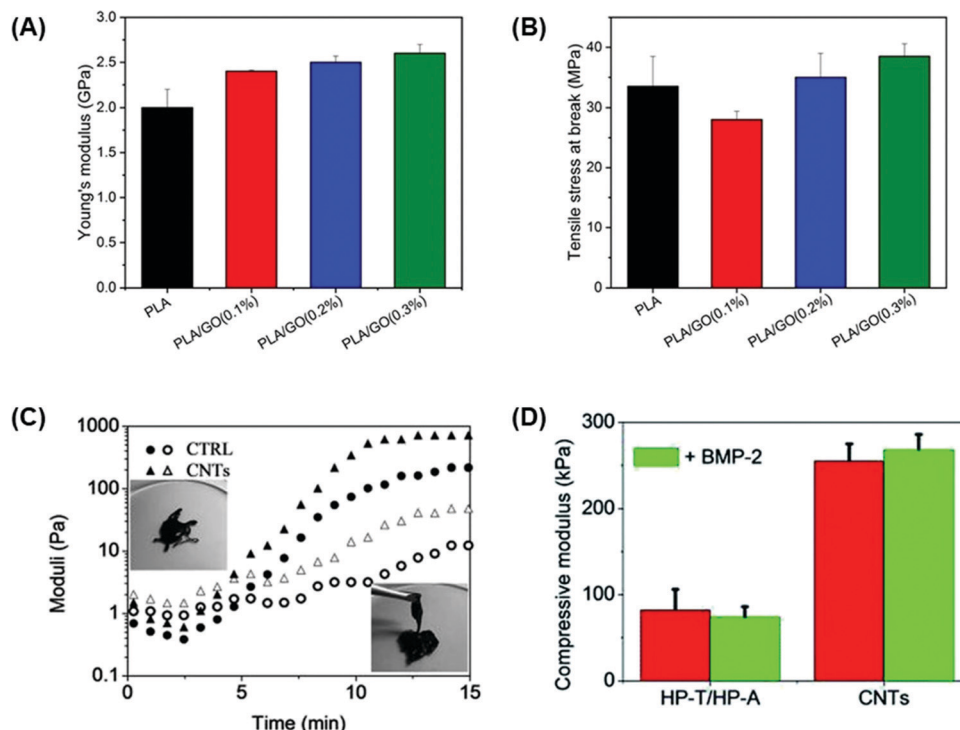 (A)
3.0
2.5
2.0
1.5
1.0
0.5
0.0
Young's modulus (GPa)
PLA
PLA/GO(0.1%)
PLA/GO(0.2%)
PLA/GO(0.3%)
(B)
40
30
20
10
0
Tensile stress at break (MPa)
PLA
PLA/GO(0.1%)
PLA/GO(0.2%)
PLA/GO(0.3%)
(C)
CTRL
CNTs
1000
100
10
1
0.1
Moduli (Pa)
0 5 10 15
Time (min)
(D)
+ BMP-2
300
200
100
0
Compressive modulus (kPa)
HP-T/HP-A CNTs